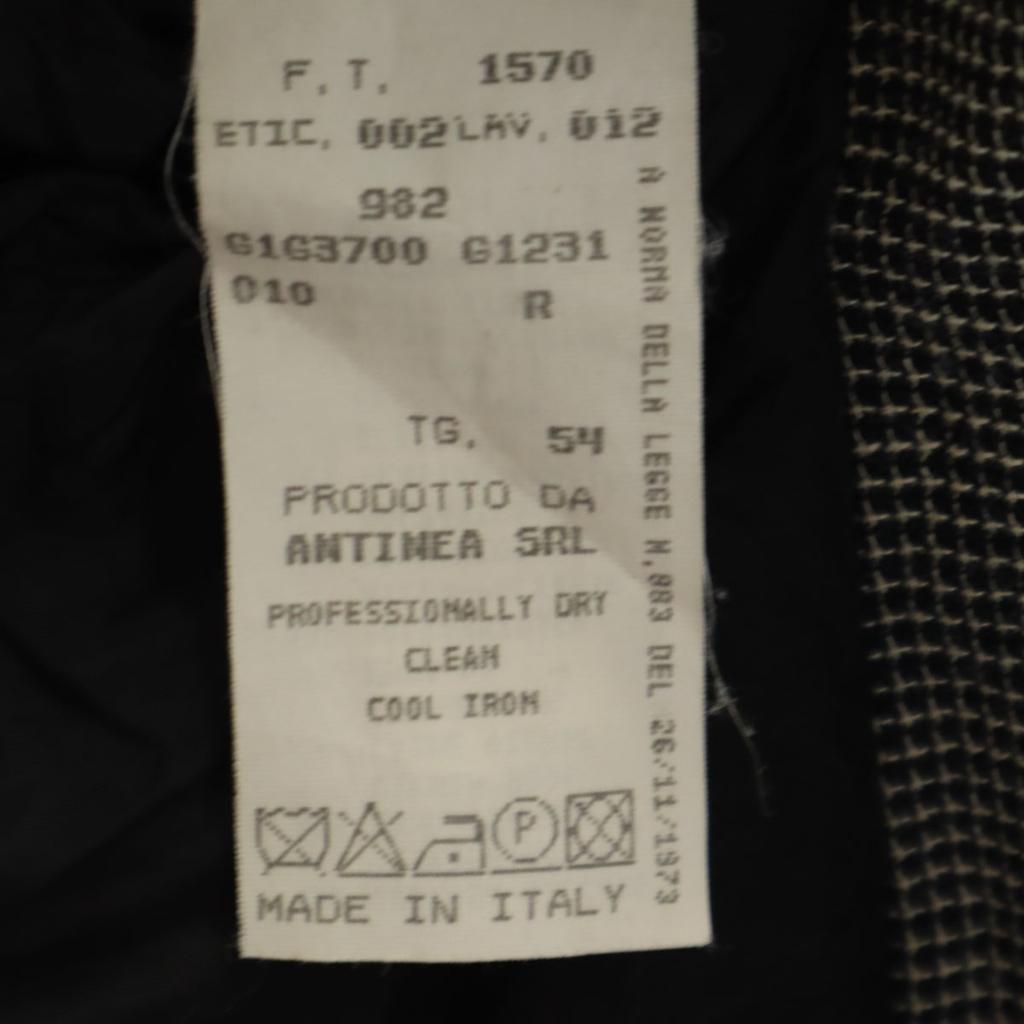 F. T. 1570
ETIC. 002 LAV. 012
982
G1G3700 G1231
010 R
TG. 54
PRODOTTO DA
ANTINEA SRL
PROFESSIONALLY DRY
CLEAN
COOL IRON
P
MADE IN ITALY
A NORMA DELLA LEGGE N.883 DEL 26/11/1973